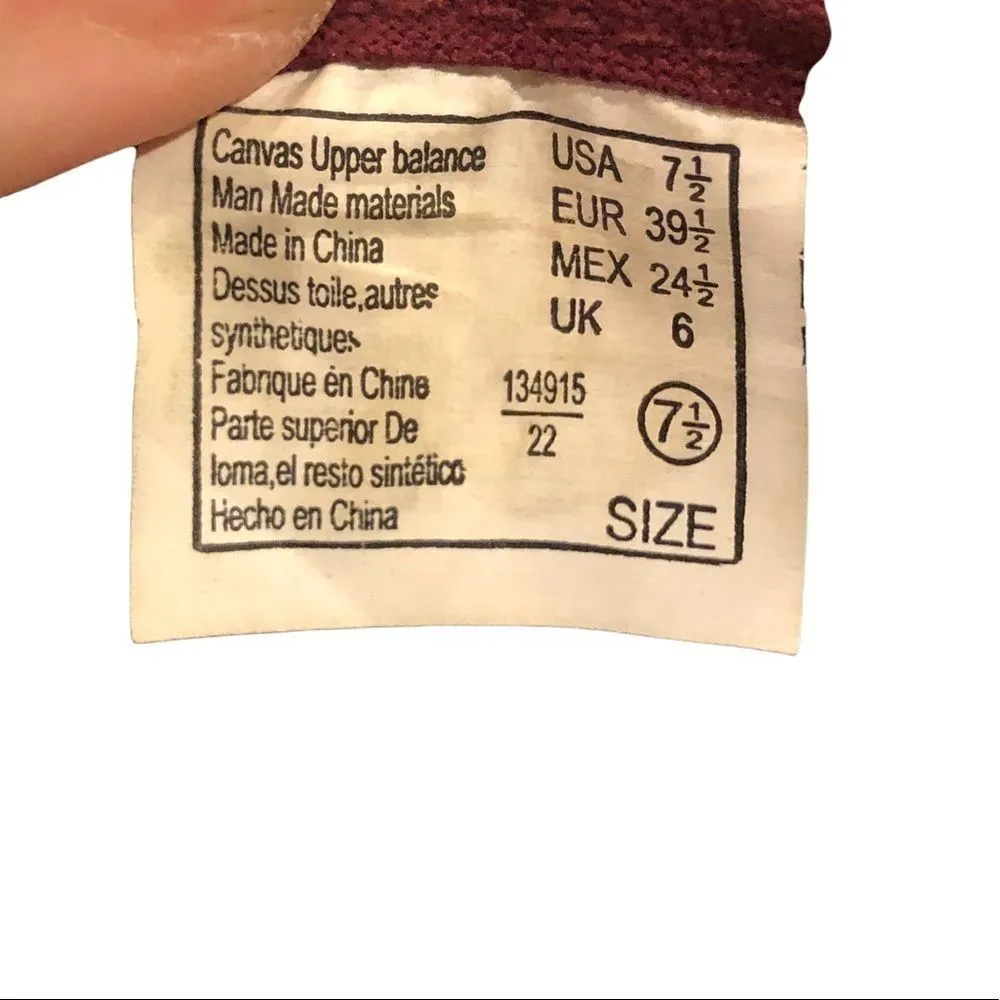 Canvas Upper balance
Man Made materials
Made in China
Dessus toile,autres
synthetiques
Fabrique én Chine
Parte superior De
loma,el resto sintético
Hecho en China
USA 7½
EUR 39½
MEX 24½
UK 6
134915
22
7½
SIZE